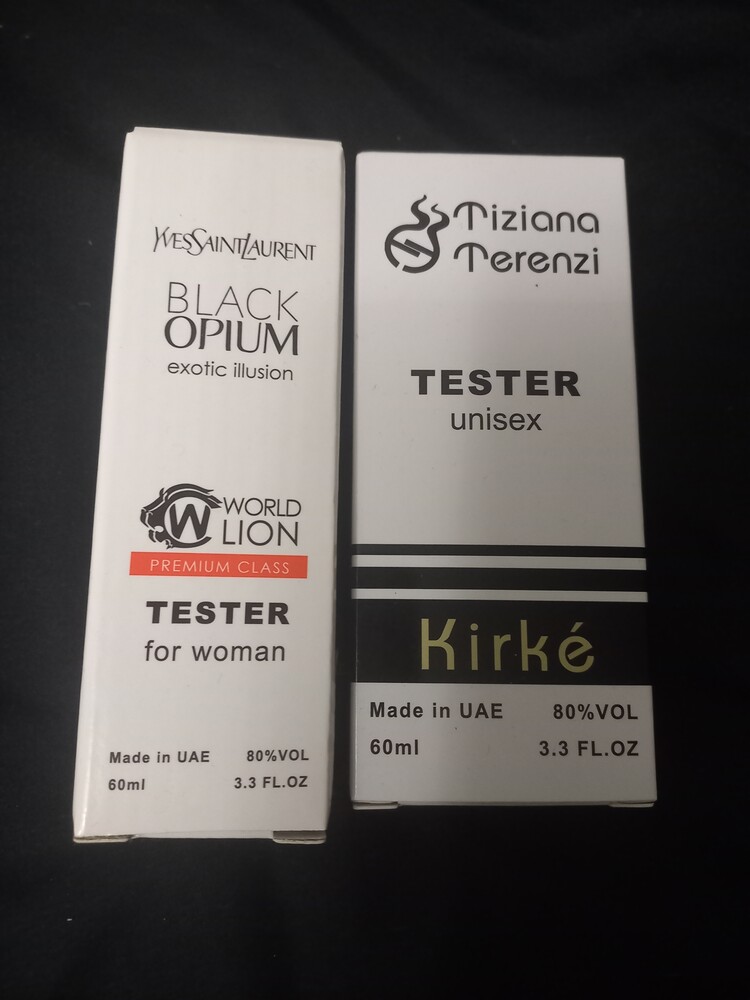 YVESSAINTLAURENT
BLACK
OPIUM
exotic illusion
WORLD
LION
PREMIUM CLASS
TESTER
for woman
Made in UAE 80%VOL
60ml 3.3 FL.OZ
Tiziana
Terenzi
TESTER
unisex
Kirké
Made in UAE 80%VOL
60ml 3.3 FL.OZ